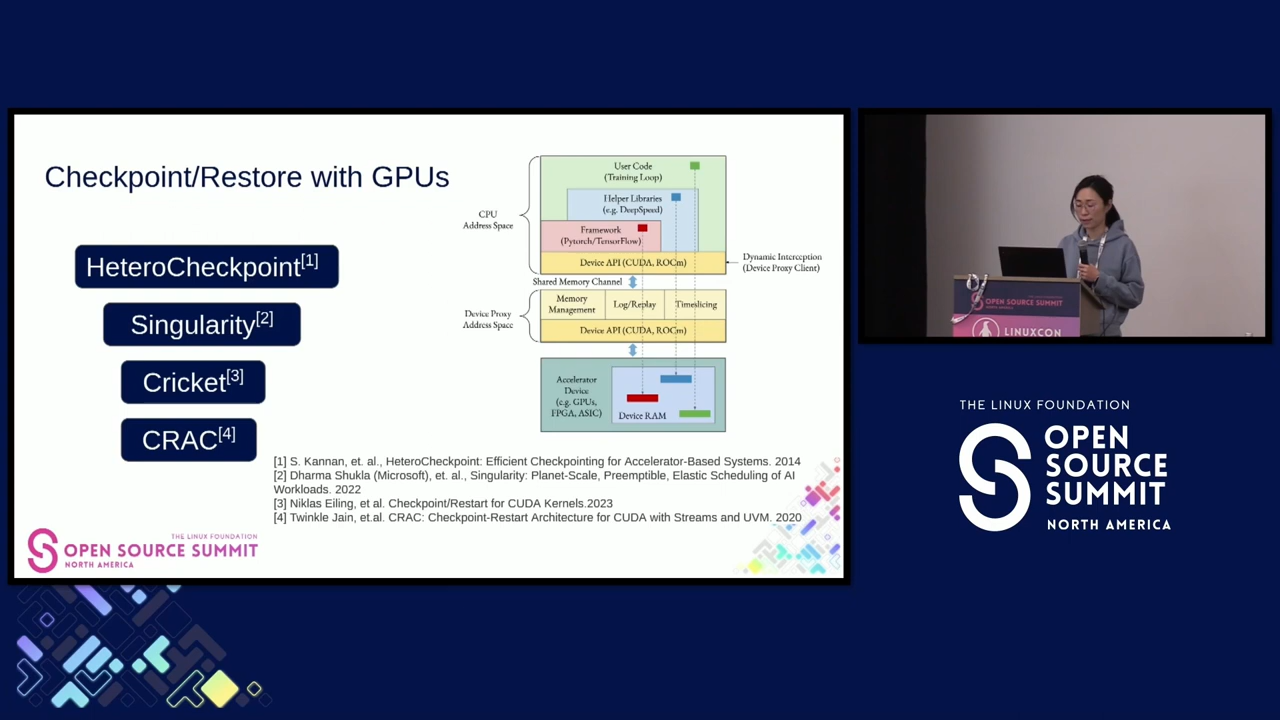 Checkpoint/Restore with GPUs
HeteroCheckpoint[1]
Singularity[2]
Cricket[3]
CRAC[4]
CPU
Address Space
User Code
(Training Loop)
Helper Libraries
(e.g. DeepSpeed)
Framework
(Pytorch/TensorFlow)
Device API (CUDA, ROCm)
Dynamic Interception
(Device Proxy Client)
Shared Memory Channel
Device Proxy
Address Space
Memory
Management
Log/Replay
Timeslicing
Device API (CUDA, ROCm)
Accelerator
Device
(e.g. GPUs,
FPGA, ASIC)
Device RAM
[1] S. Kannan, et. al., HeteroCheckpoint: Efficient Checkpointing for Accelerator-Based Systems. 2014
[2] Dharma Shukla (Microsoft), et. al., Singularity: Planet-Scale, Preemptible, Elastic Scheduling of AI
Workloads. 2022
[3] Niklas Eiling, et.al. Checkpoint/Restart for CUDA Kernels.2023
[4] Twinkle Jain, et.al. CRAC: Checkpoint-Restart Architecture for CUDA with Streams and UVM. 2020
THE LINUX FOUNDATION
OPEN SOURCE SUMMIT
NORTH AMERICA
OPEN SOURCE SUMMIT
LINUXCON
THE LINUX FOUNDATION
OPEN
SOURCE
SUMMIT
NORTH AMERICA